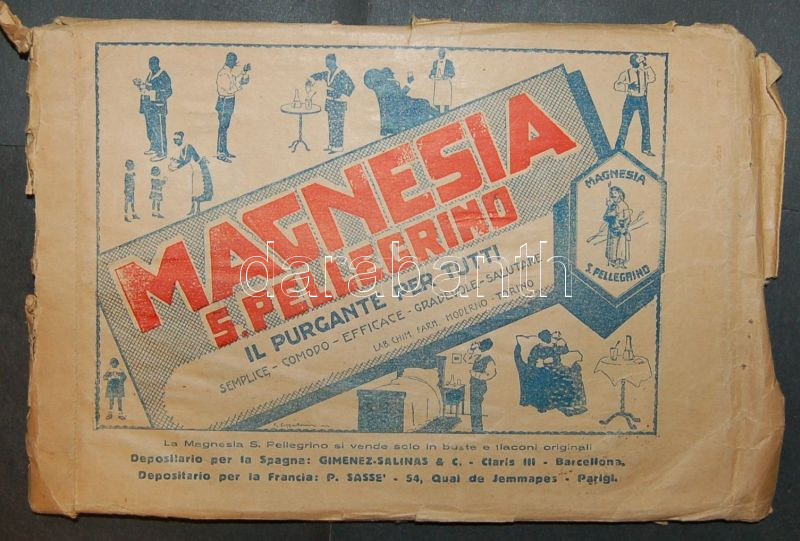 MAGNESIA
S. PELLEGRINO
IL PURGANTE PER TUTTI
SEMPLICE - COMODO - EFFICACE - GRADEVOLE - SALUTARE
LAB. CHIM. FARM. MODERNO - TORINO
MAGNESIA
S. PELLEGRINO
darabanth
La Magnesia S. Pellegrino si vende solo in buste e flaconi originali
Depositario per la Spagna: GIMENEZ-SALINAS & C. - Claris III - Barcellona.
Depositario per la Francia: P. SASSE' - 54, Quai de Jemmapes - Parigi.